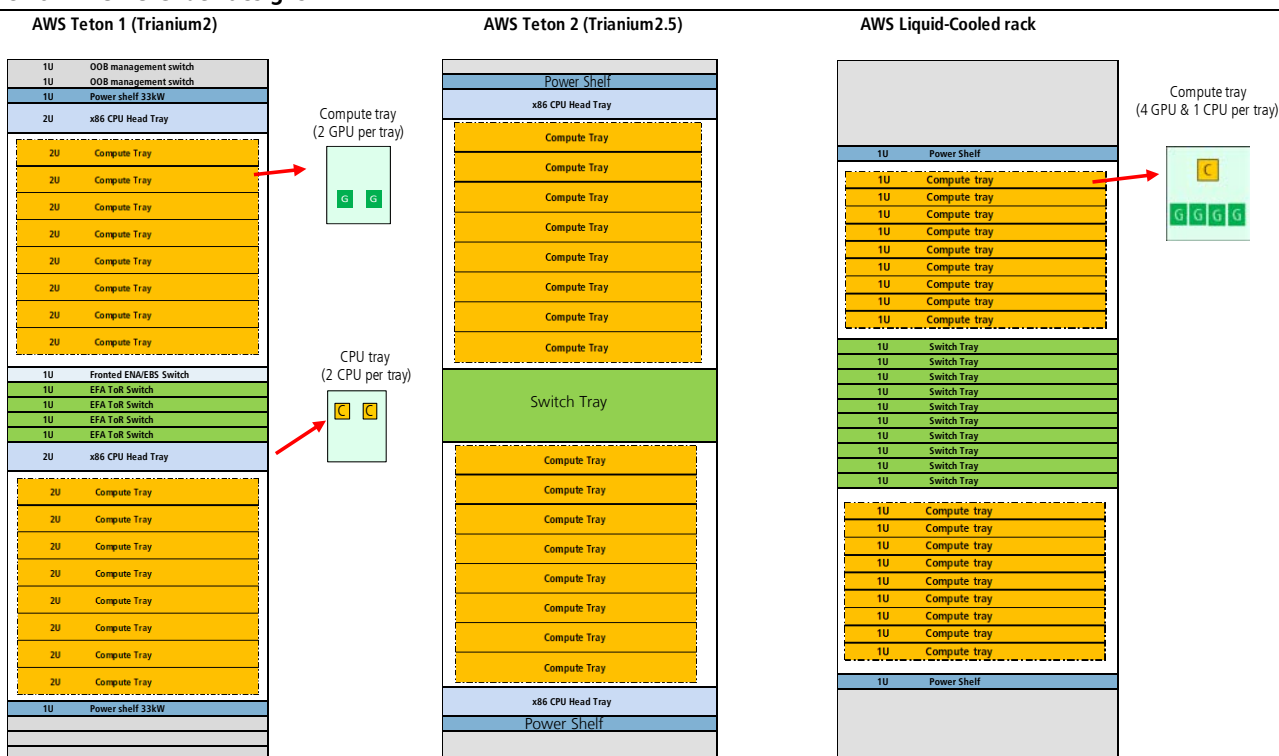 AWS Teton 1 (Trianium2)
1U OOB management switch
1U OOB management switch
1U Power shelf 33kW
2U x86 CPU Head Tray
2U Compute Tray
2U Compute Tray
2U Compute Tray
2U Compute Tray
2U Compute Tray
2U Compute Tray
2U Compute Tray
2U Compute Tray
1U Fronted ENA/EBS Switch
1U EFA ToR Switch
1U EFA ToR Switch
1U EFA ToR Switch
1U EFA ToR Switch
2U x86 CPU Head Tray
2U Compute Tray
2U Compute Tray
2U Compute Tray
2U Compute Tray
2U Compute Tray
2U Compute Tray
2U Compute Tray
2U Compute Tray
1U Power shelf 33kW
Compute tray
(2 GPU per tray)
G G
CPU tray
(2 CPU per tray)
C C
AWS Teton 2 (Trianium2.5)
Power Shelf
x86 CPU Head Tray
Compute Tray
Compute Tray
Compute Tray
Compute Tray
Compute Tray
Compute Tray
Compute Tray
Compute Tray
Switch Tray
Compute Tray
Compute Tray
Compute Tray
Compute Tray
Compute Tray
Compute Tray
Compute Tray
Compute Tray
x86 CPU Head Tray
Power Shelf
AWS Liquid-Cooled rack
1U Power Shelf
1U Compute tray
1U Compute tray
1U Compute tray
1U Compute tray
1U Compute tray
1U Compute tray
1U Compute tray
1U Compute tray
1U Compute tray
1U Switch Tray
1U Switch Tray
1U Switch Tray
1U Switch Tray
1U Switch Tray
1U Switch Tray
1U Switch Tray
1U Switch Tray
1U Switch Tray
1U Switch Tray
1U Compute tray
1U Compute tray
1U Compute tray
1U Compute tray
1U Compute tray
1U Compute tray
1U Compute tray
1U Compute tray
1U Compute tray
1U Power Shelf
Compute tray
(4 GPU & 1 CPU per tray)
C
G G G G